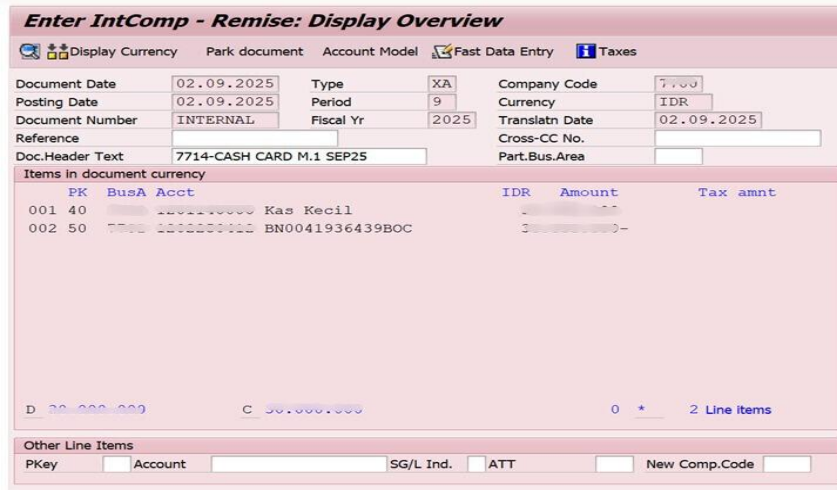 Enter IntComp - Remise: Display Overview
Display Currency Park document Account Model Fast Data Entry Taxes
Document Date 02.09.2025 Type XA Company Code
Posting Date 02.09.2025 Period 9 Currency IDR
Document Number INTERNAL Fiscal Yr 2025 Translatn Date 02.09.2025
Reference Cross-CC No.
Doc.Header Text 7714-CASH CARD M.1 SEP25 Part.Bus.Area
Items in document currency
PK BusA Acct IDR Amount Tax amnt
001 40 Kas Kecil
002 50 BN0041936439BOC
D C 0 * 2 Line items
Other Line Items
PKey Account SG/L Ind. ATT New Comp.Code